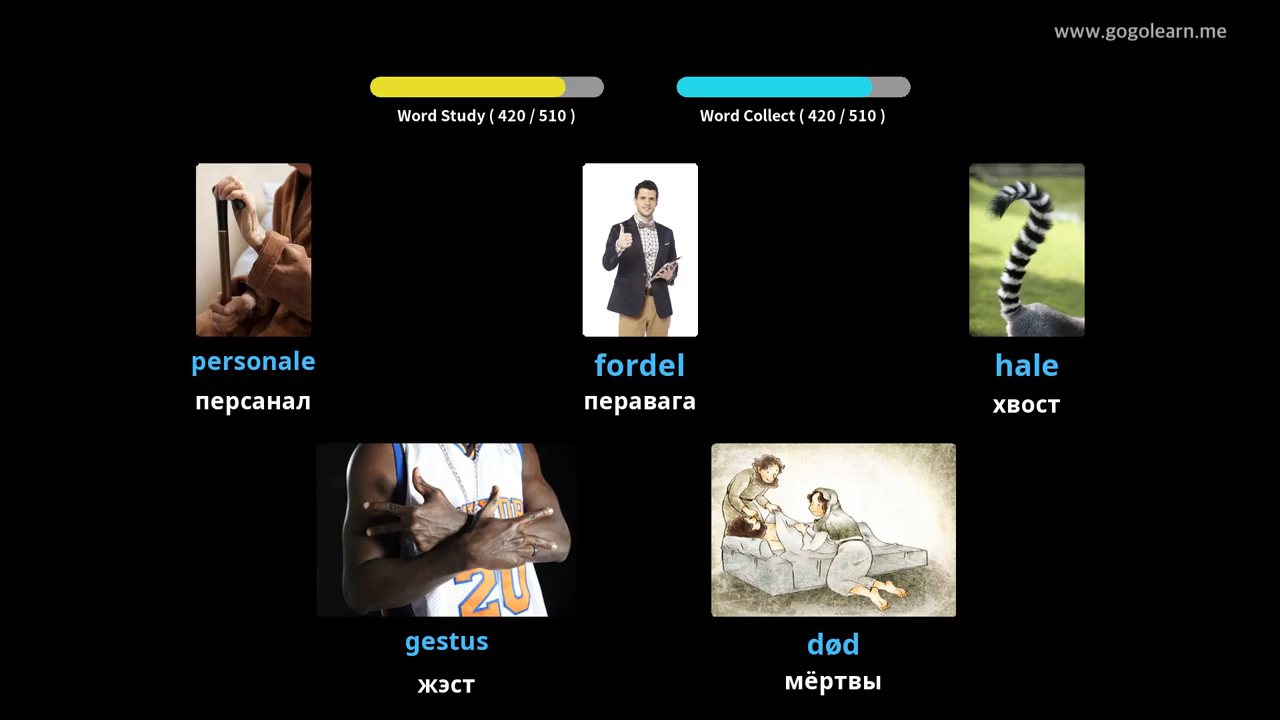 www.gogolearn.me
Word Study ( 420 / 510 )
Word Collect ( 420 / 510 )
personale
персанал
fordel
перавага
hale
хвост
20
gestus
жэст
død
мёртвы